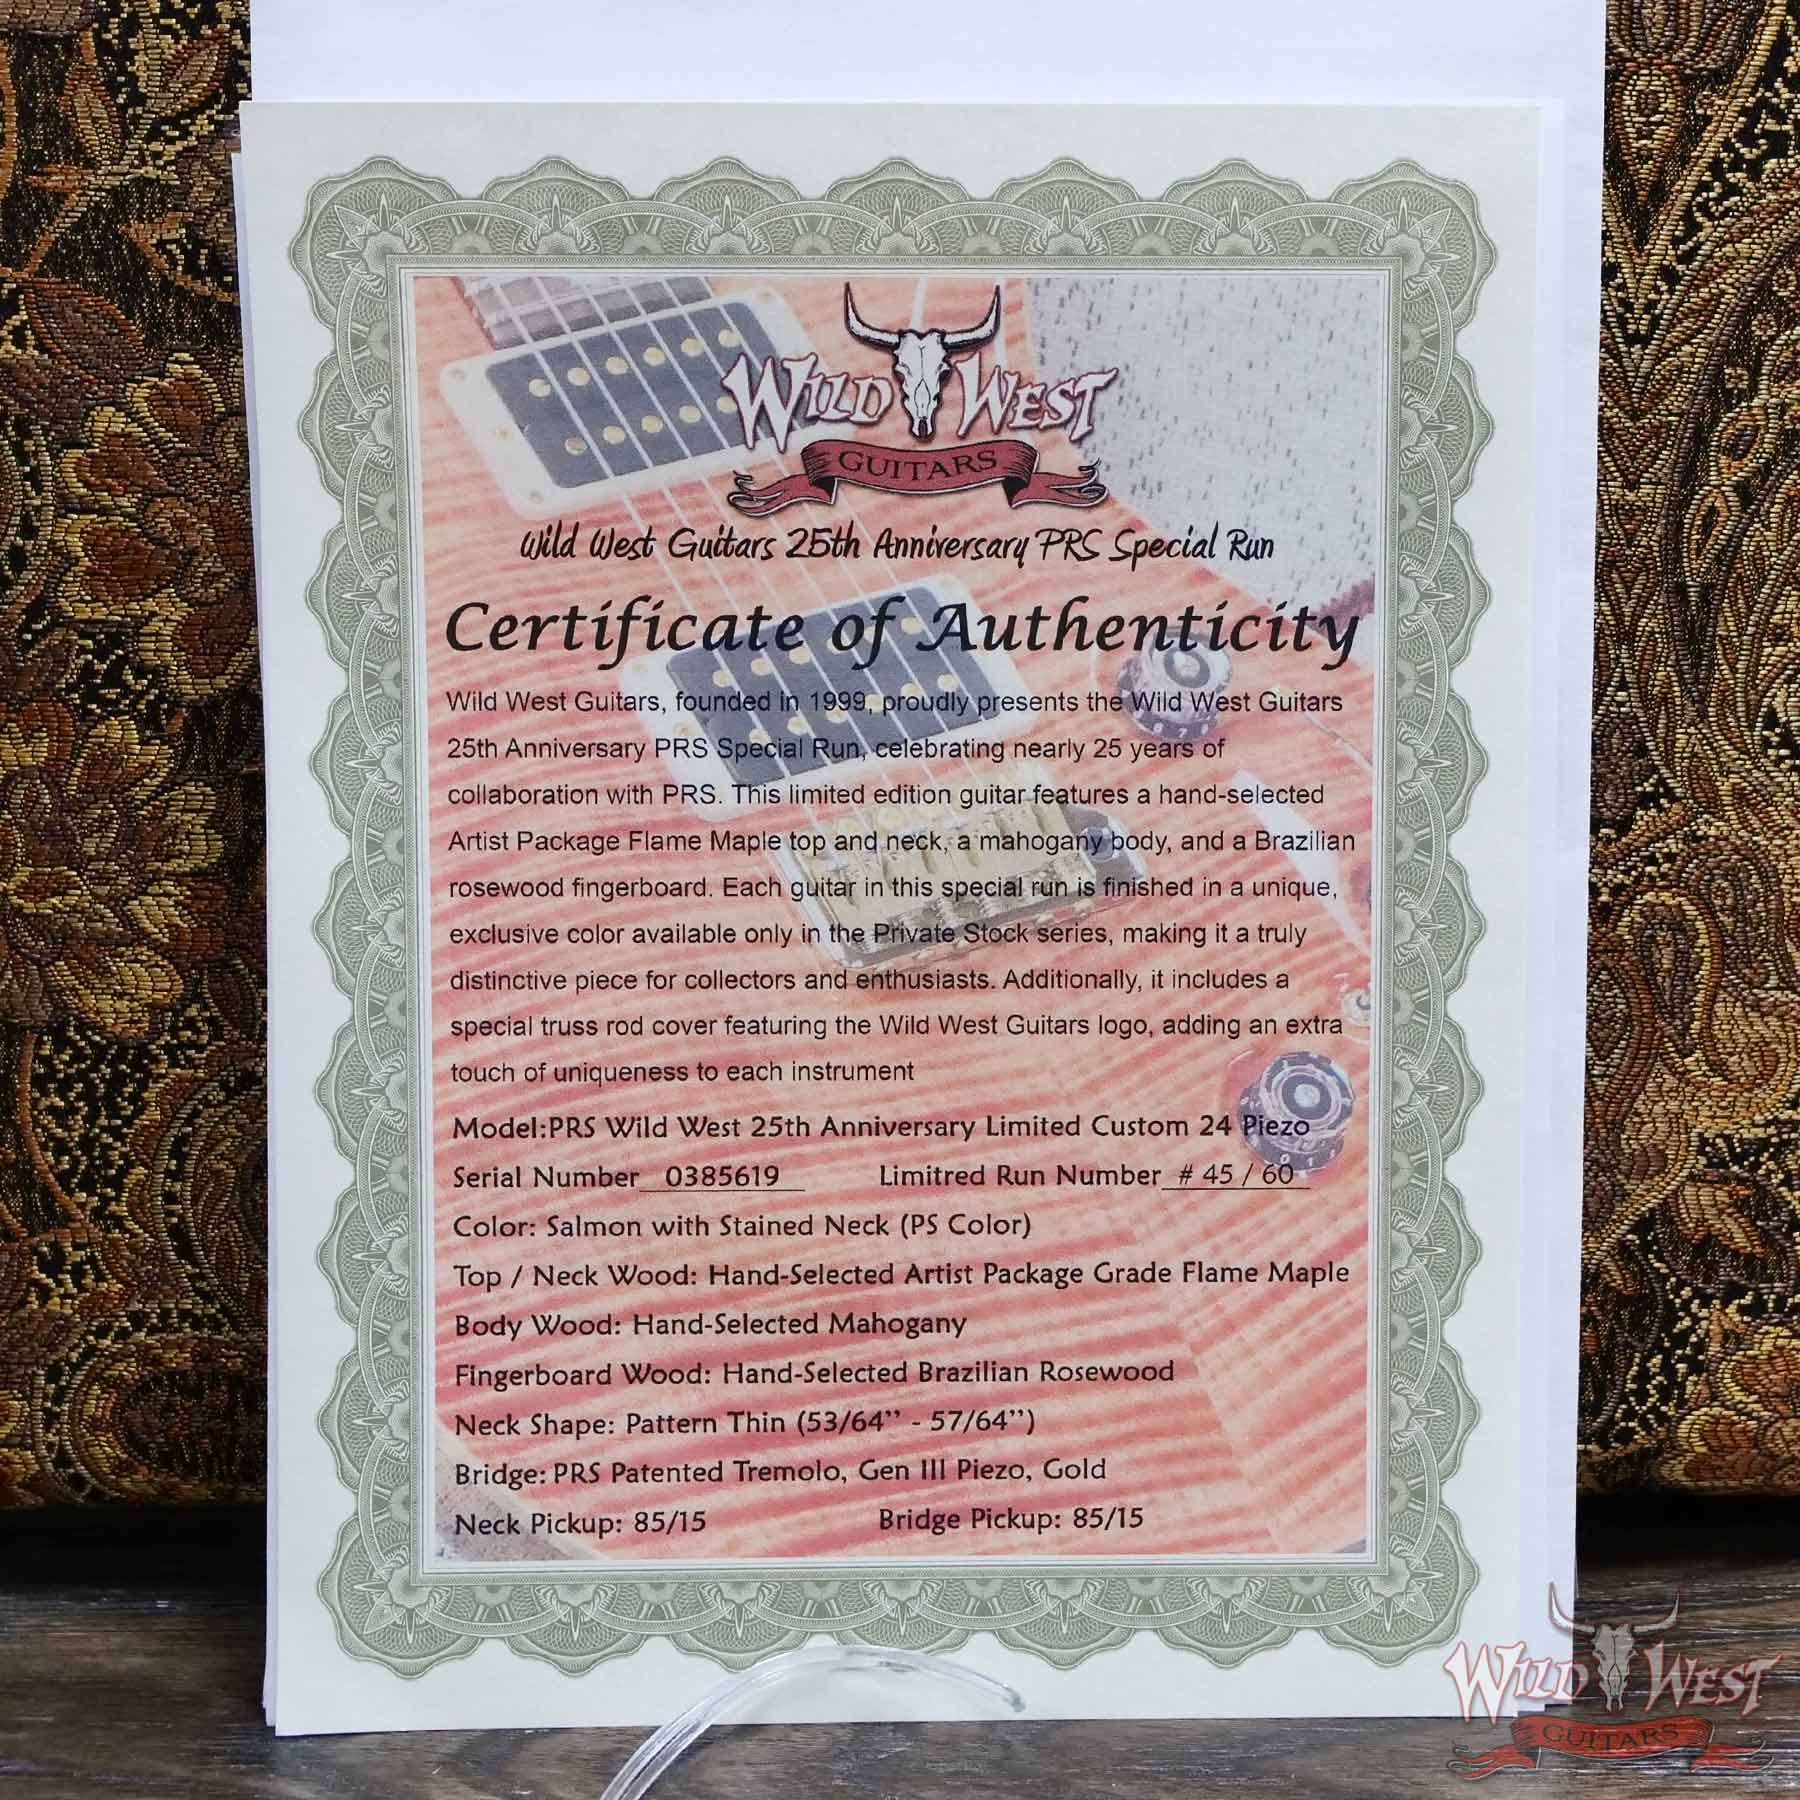 WILD WEST
GUITARS
Wild West Guitars 25th Anniversary PRS Special Run
Certificate of Authenticity
Wild West Guitars, founded in 1999, proudly presents the Wild West Guitars
25th Anniversary PRS Special Run, celebrating nearly 25 years of
collaboration with PRS. This limited edition guitar features a hand-selected
Artist Package Flame Maple top and neck, a mahogany body, and a Brazilian
rosewood fingerboard. Each guitar in this special run is finished in a unique,
exclusive color available only in the Private Stock series, making it a truly
distinctive piece for collectors and enthusiasts. Additionally, it includes a
special truss rod cover featuring the Wild West Guitars logo, adding an extra
touch of uniqueness to each instrument
Model:PRS Wild West 25th Anniversary Limited Custom 24 Piezo
Serial Number 0385619 Limitred Run Number # 45 / 60
Color: Salmon with Stained Neck (PS Color)
Top / Neck Wood: Hand-Selected Artist Package Grade Flame Maple
Body Wood: Hand-Selected Mahogany
Fingerboard Wood: Hand-Selected Brazilian Rosewood
Neck Shape: Pattern Thin (53/64” - 57/64”)
Bridge: PRS Patented Tremolo, Gen III Piezo, Gold
Neck Pickup: 85/15 Bridge Pickup: 85/15
WILD WEST
GUITARS